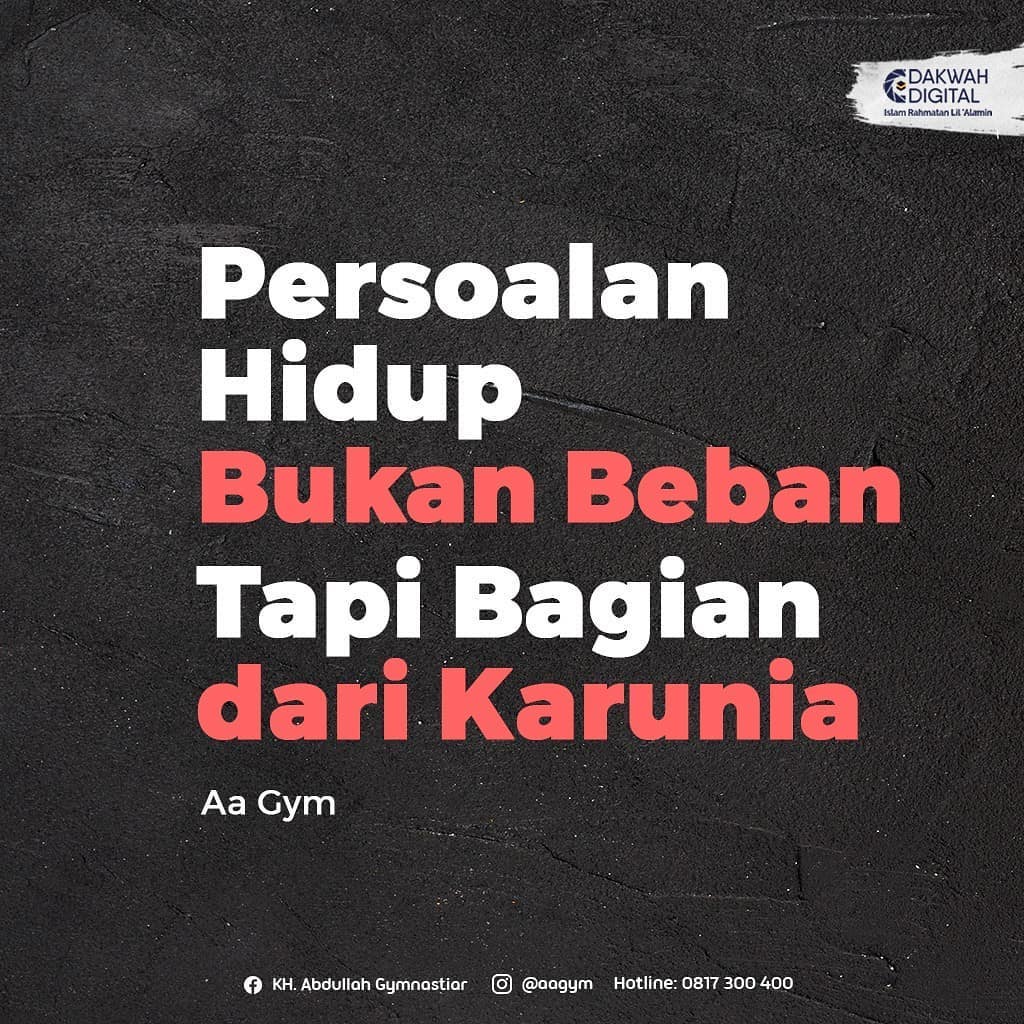 DAKWAH
DIGITAL
Islam Rahmatan Lil 'Alamin
Persoalan
Hidup
Bukan Beban
Tapi Bagian
dari Karunia
Aa Gym
KH. Abdullah Gymnastiar @aagym Hotline: 0817 300 400